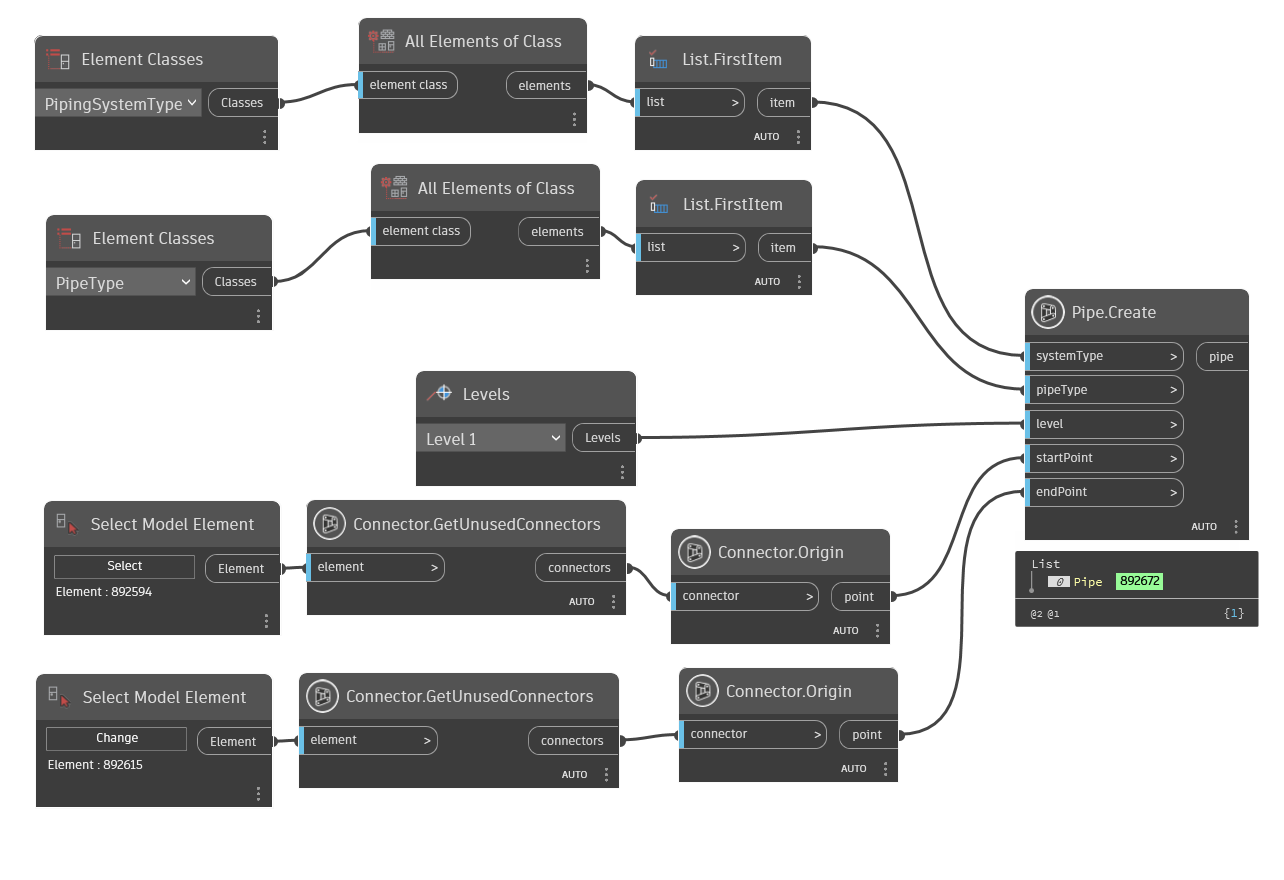 Element Classes
PipingSystemType
Classes
All Elements of Class
element class
elements
List.FirstItem
list >
item
AUTO
Element Classes
PipeType
Classes
All Elements of Class
element class
elements
List.FirstItem
list >
item
AUTO
Levels
Level 1
Levels
Select Model Element
Select
Element
Element : 892594
Connector.GetUnusedConnectors
element >
connectors
AUTO
Connector.Origin
connector >
point
AUTO
Select Model Element
Change
Element
Element : 892615
Connector.GetUnusedConnectors
element >
connectors
AUTO
Connector.Origin
connector >
point
AUTO
Pipe.Create
systemType >
pipe
pipeType >
level >
startPoint >
endPoint >
AUTO
List
0 Pipe 892672
@2 @1 {1}